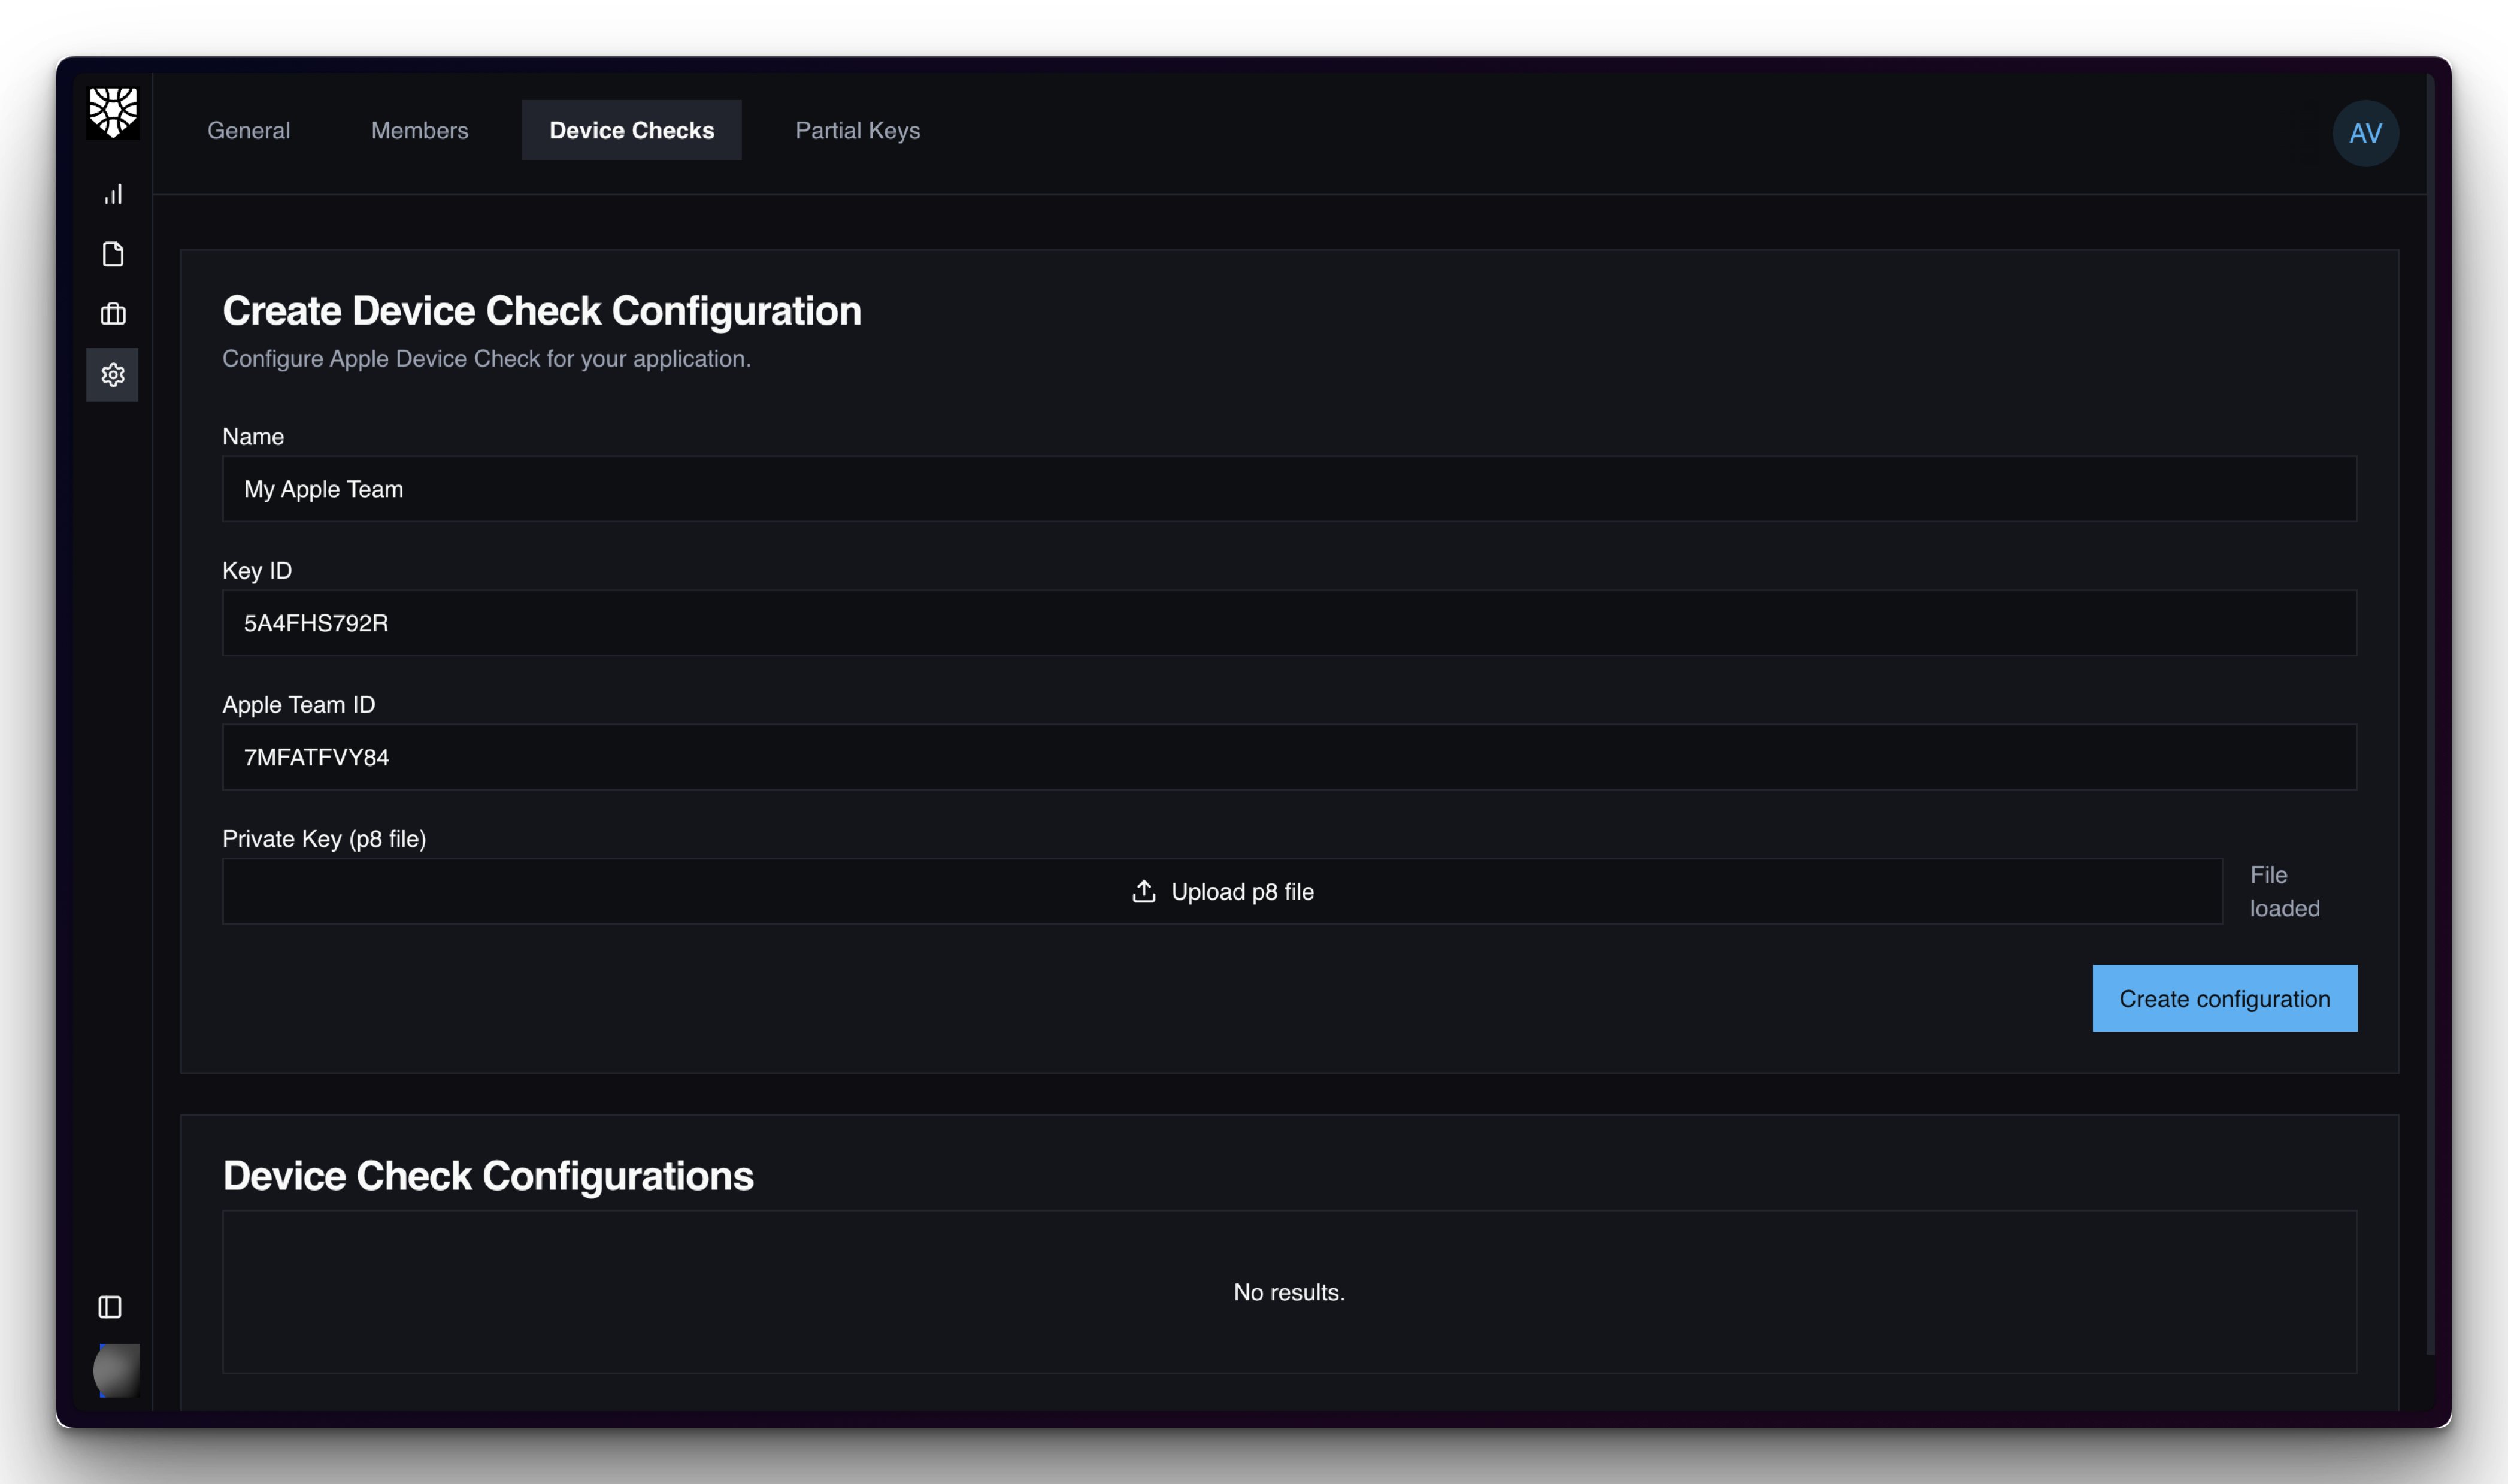 General
Members
Device Checks
Partial Keys
AV
Create Device Check Configuration
Configure Apple Device Check for your application.
Name
My Apple Team
Key ID
5A4FHS792R
Apple Team ID
7MFATFVY84
Private Key (p8 file)
Upload p8 file
File
loaded
Create configuration
Device Check Configurations
No results.